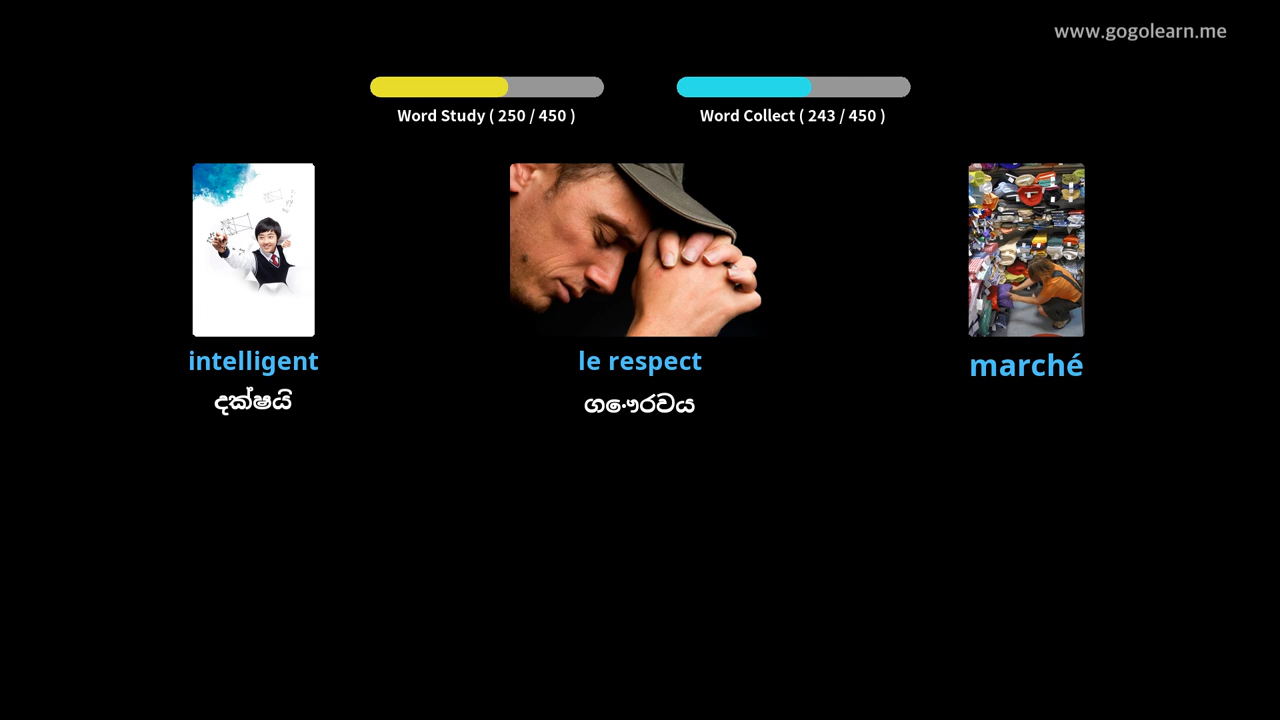 www.gogolearn.me
Word Study ( 250 / 450 )
Word Collect ( 243 / 450 )
intelligent
දක්ෂයි
le respect
ගෞරවය
marché